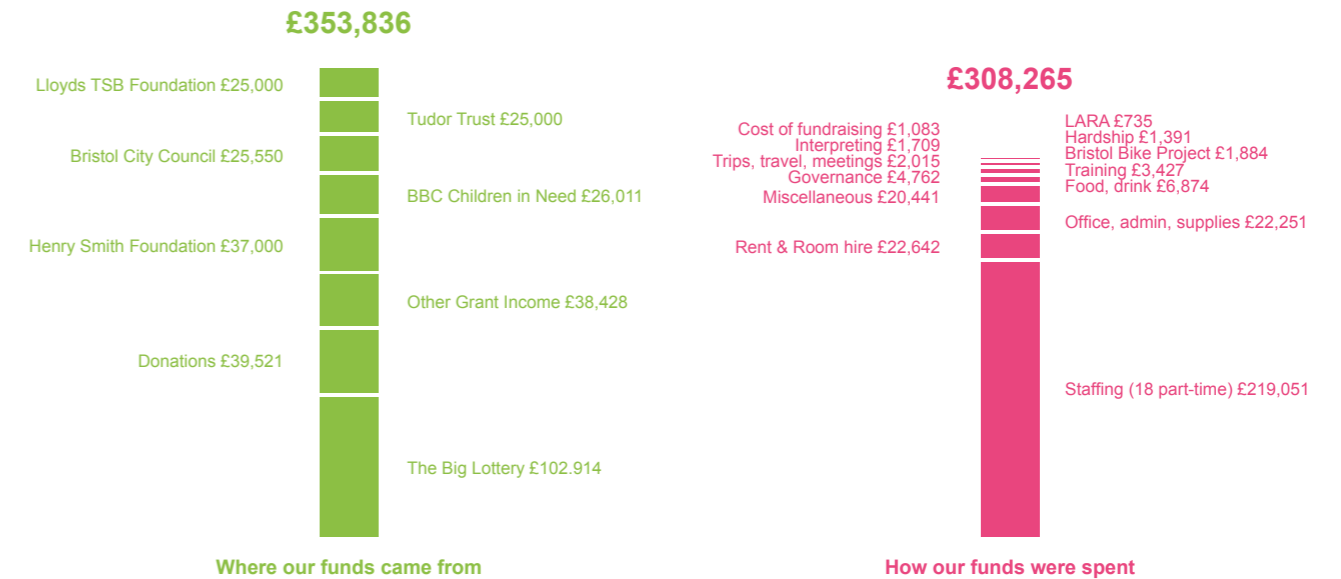 £353,836
Lloyds TSB Foundation £25,000
Tudor Trust £25,000
Bristol City Council £25,550
BBC Children in Need £26,011
Henry Smith Foundation £37,000
Other Grant Income £38,428
Donations £39,521
The Big Lottery £102.914
Where our funds came from
£308,265
Cost of fundraising £1,083
Interpreting £1,709
Trips, travel, meetings £2,015
Governance £4,762
Miscellaneous £20,441
Rent & Room hire £22,642
LARA £735
Hardship £1,391
Bristol Bike Project £1,884
Training £3,427
Food, drink £6,874
Office, admin, supplies £22,251
Staffing (18 part-time) £219,051
How our funds were spent